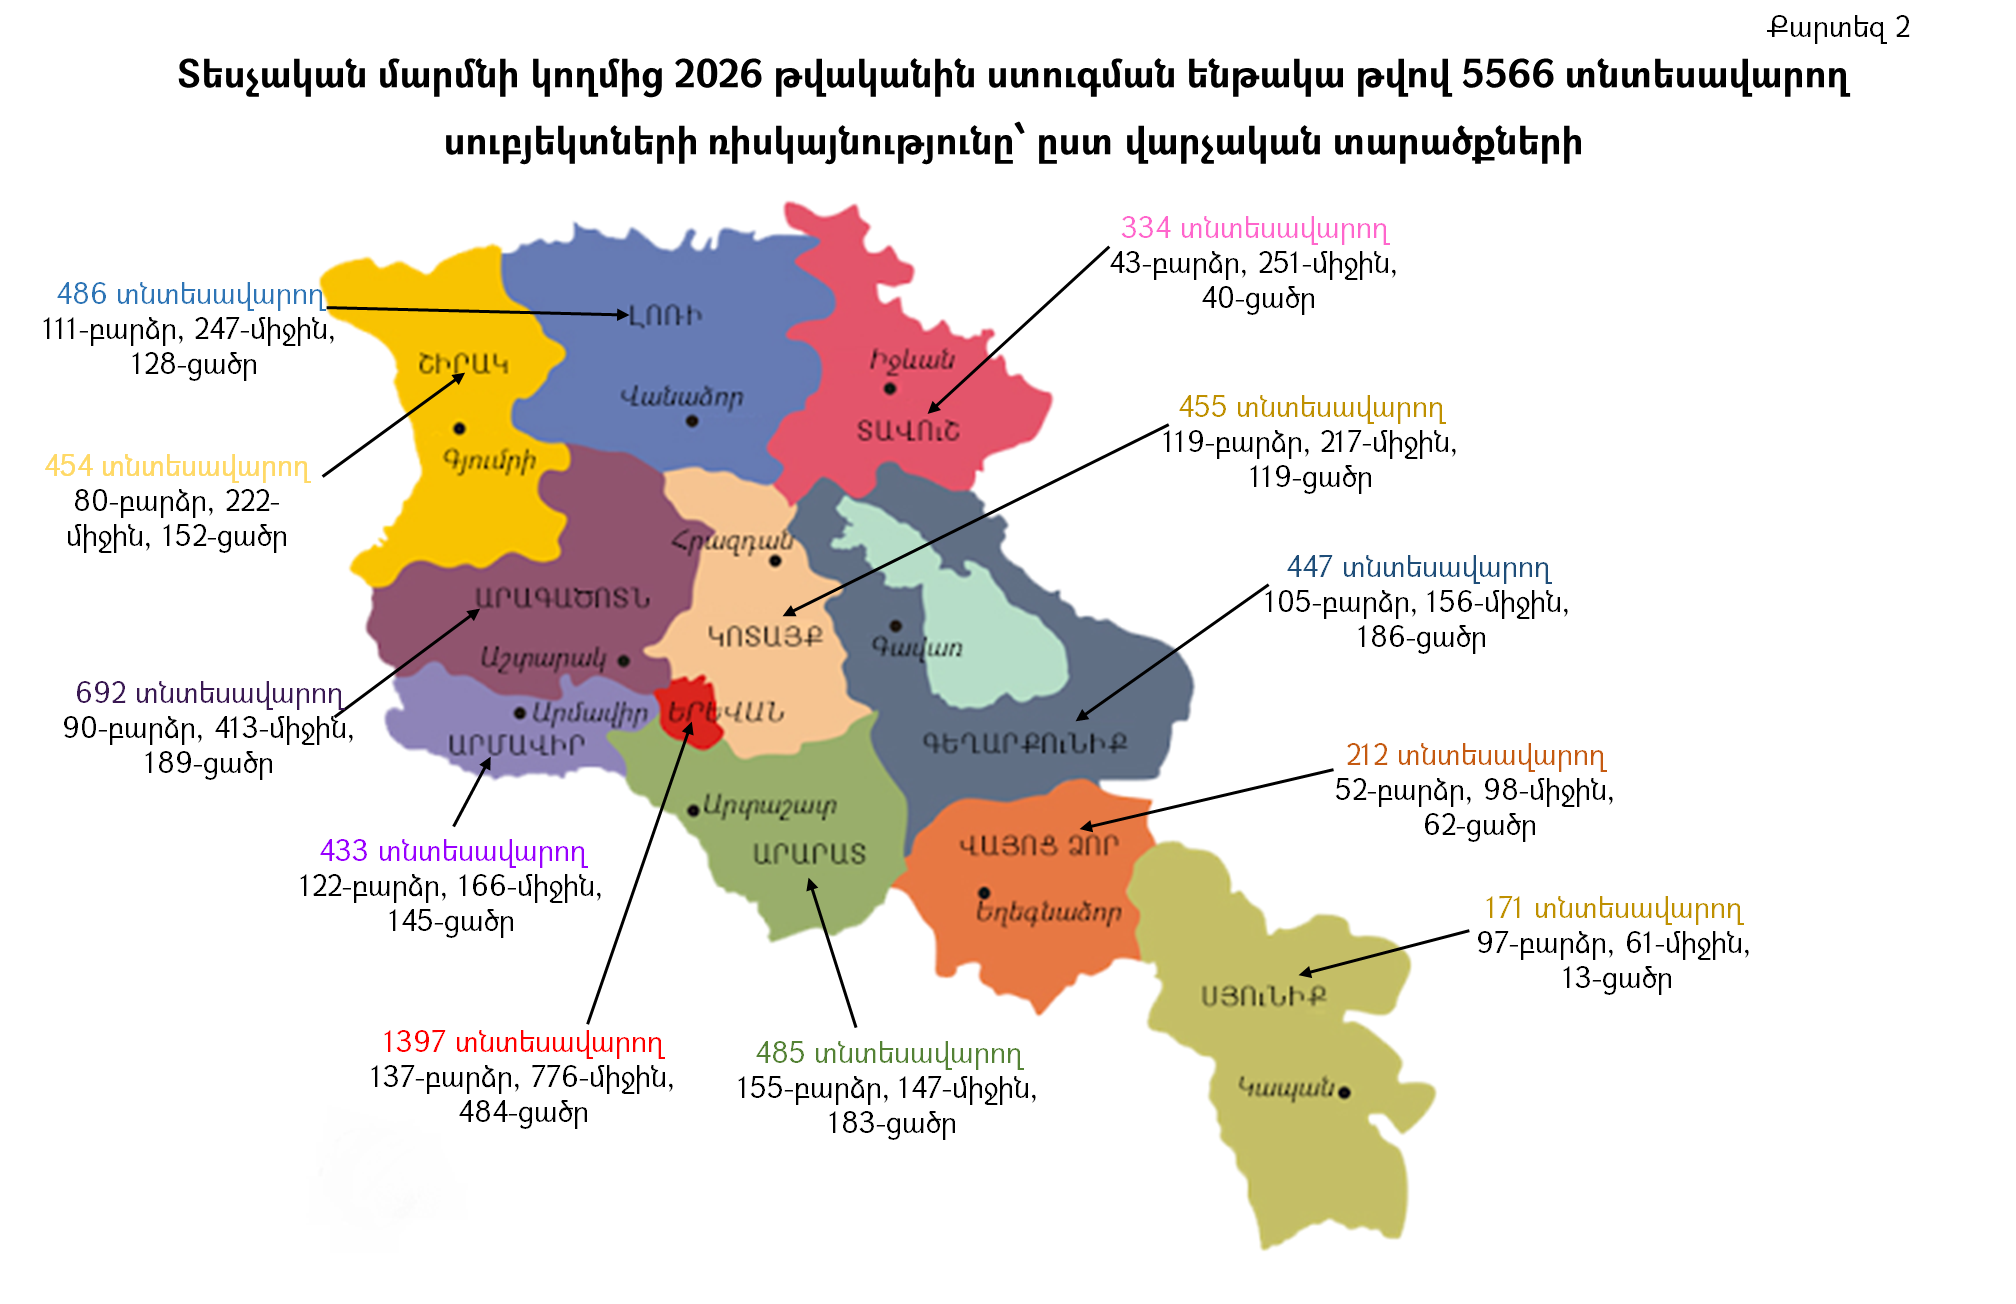 Քարտեզ 2
Տեսչական մարմնի կողմից 2026 թվականին ստուգման ենթակա թվով 5566 տնտեսավարող
սուբյեկտների ռիսկայնությունը՝ ըստ վարչական տարածքների
334 տնտեսավարող
43-բարձր, 251-միջին,
40-ցածր
486 տնտեսավարող
111-բարձր, 247-միջին,
128-ցածր
ԼՈՌԻ
ՇԻՐԱԿ
Իջևան
Վանաձոր
ՏԱՎՈւՇ
455 տնտեսավարող
119-բարձր, 217-միջին,
119-ցածր
454 տնտեսավարող
80-բարձր, 222-
միջին, 152-ցածր
Գյումրի
Հրազդան
447 տնտեսավարող
105-բարձր, 156-միջին,
186-ցածր
ԱՐԱԳԱԾՈՏՆ
ԿՈՏԱՅՔ
Գավառ
Աշտարակ
692 տնտեսավարող
90-բարձր, 413-միջին,
189-ցածր
Արմավիր
ԵՐԵՎԱՆ
ԱՐՄԱՎԻՐ
ԳԵՂԱՐՔՈւՆԻՔ
212 տնտեսավարող
52-բարձր, 98-միջին,
62-ցածր
Արտաշատ
ԱՐԱՐԱՏ
ՎԱՅՈՑ ՁՈՐ
433 տնտեսավարող
122-բարձր, 166-միջին,
145-ցածր
Եղեգնաձոր
171 տնտեսավարող
97-բարձր, 61-միջին,
13-ցածր
ՍՅՈւՆԻՔ
1397 տնտեսավարող
137-բարձր, 776-միջին,
484-ցածր
485 տնտեսավարող
155-բարձր, 147-միջին,
183-ցածր
Կապան